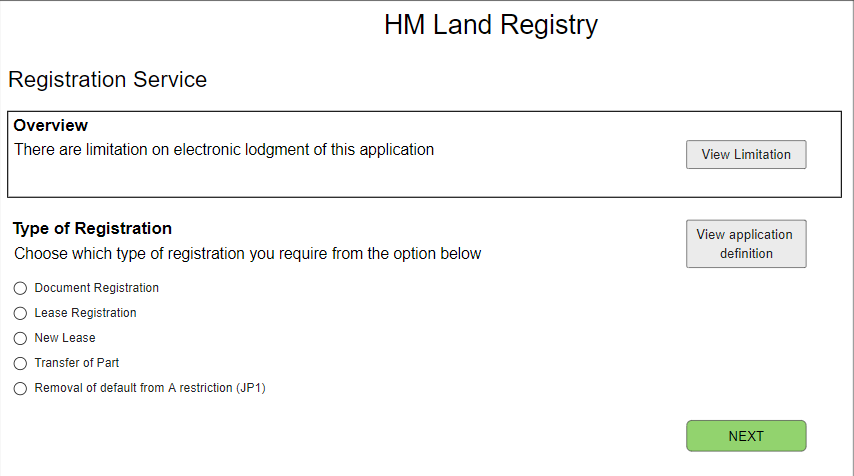 HM Land Registry
Registration Service
Overview
There are limitation on electronic lodgment of this application
View Limitation
Type of Registration
Choose which type of registration you require from the option below
View application
definition
Document Registration
Lease Registration
New Lease
Transfer of Part
Removal of default from A restriction (JP1)
NEXT